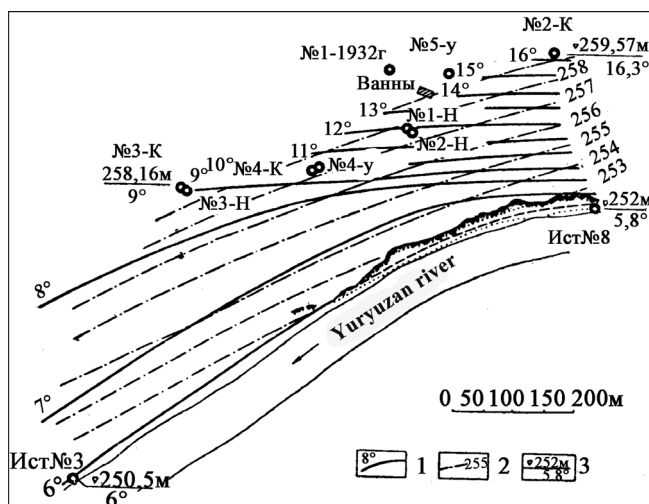 №2-К
№1-1932г
№5-у
16°
259,57м
16,3°
15°
258
Ванны
14°
257
13°
256
12°
№1-Н
255
№3-К
11°
№2-Н
254
10°
№4-К
№4-у
253
258,16м
9°
9°
№3-Н
252м
5,8°
Ист№8
8°
Yuryuzan river
7°
0 50 100 150 200м
Ист№3
6°
250,5м
6°
8°
1
255
2
252м
5.8°
3